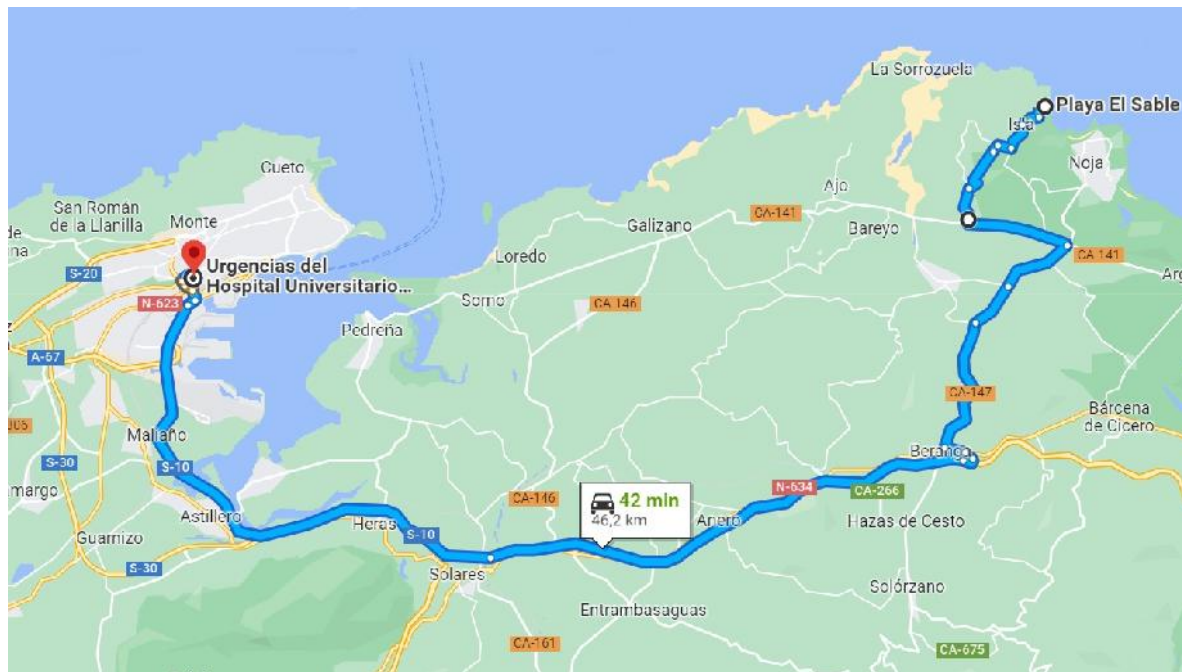 La Sorrozuela
Playa El Sable
Isla
Noja
Cueto
San Román
de la Llanilla
Monte
Ajo
CA-141
Galizano
Bareyo
Loredo
S-20
Urgencias del
Hospital Universitario...
CA-141
N-623
Somo
CA-146
Pedreña
A-67
CA-147
Bárcena
de Cicero
Maliaño
Beranga
S-10
S-30
N-634
CA-266
42 min
46,2 km
CA-146
Astillero
Heras
Anero
Hazas de Cesto
Guarnizo
S-10
S-30
Solares
Solórzano
Entrambasaguas
CA-161
CA-675